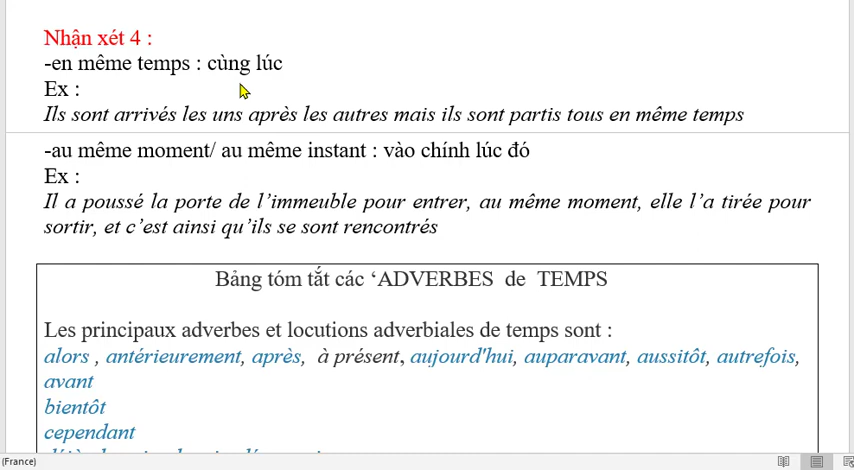 Nhận xét 4 :
-en même temps : cùng lúc
Ex :
Ils sont arrivés les uns après les autres mais ils sont partis tous en même temps
-au même moment/ au même instant : vào chính lúc đó
Ex :
Il a poussé la porte de l’immeuble pour entrer, au même moment, elle l’a tirée pour
sortir, et c’est ainsi qu’ils se sont rencontrés
Bảng tóm tắt các ‘ADVERBES de TEMPS
Les principaux adverbes et locutions adverbiales de temps sont :
alors , antérieurement, après, à présent, aujourd'hui, auparavant, aussitôt, autrefois,
avant
bientôt
cependant
(France)